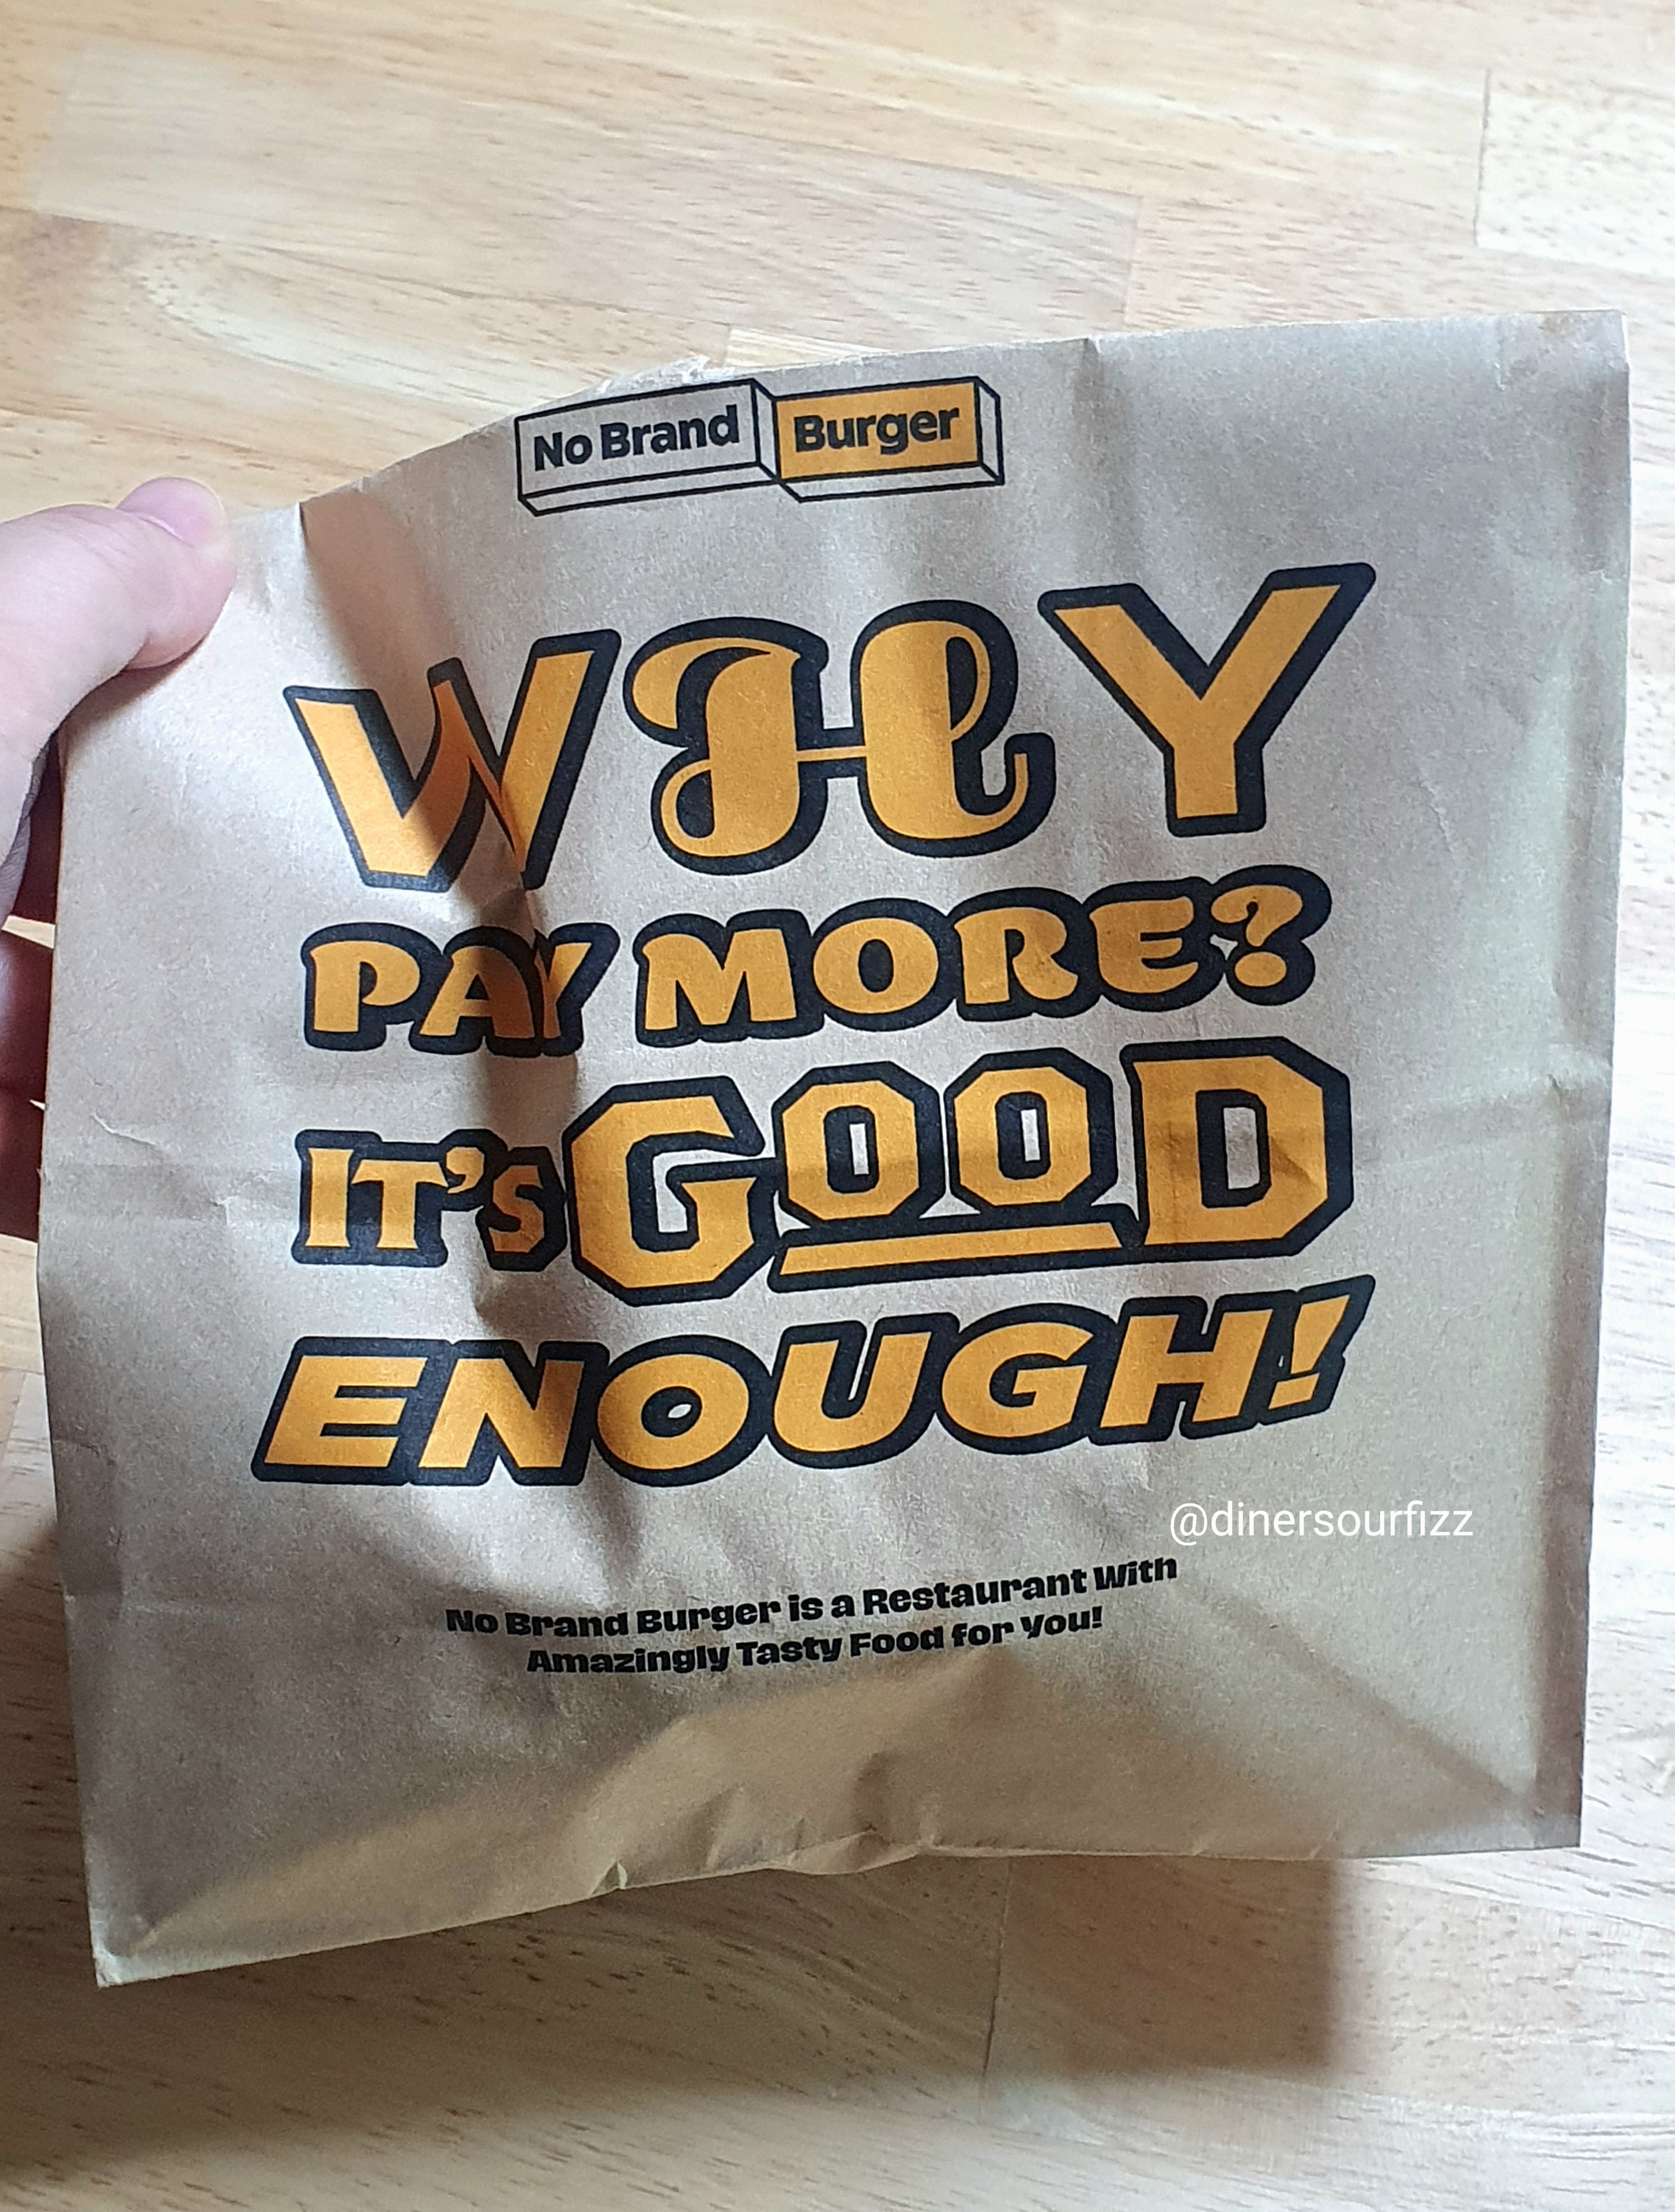 No Brand Burger
WHY
PAY MORE?
IT'S GOOD
ENOUGH!
@dinersourfizz
No Brand Burger is a Restaurant With
Amazingly Tasty Food for You!